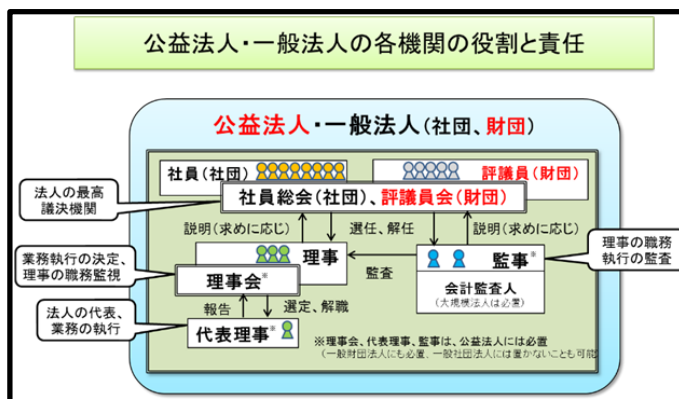 公益法人・一般法人の各機関の役割と責任
公益法人・一般法人(社団、財団)
社員(社団)
評議員(財団)
法人の最高
議決機関
社員総会(社団)、評議員会(財団)
説明(求めに応じ)
選任、解任
説明(求めに応じ)
業務執行の決定、
理事の職務監視
理事
理事会※
監査
監事※
会計監査人
(大規模法人は必置)
理事の職務
執行の監査
法人の代表、
業務の執行
報告
選定、解職
代表理事※
※理事会、代表理事、監事は、公益法人には必置
(一般財団法人にも必置、一般社団法人には置かないことも可能)